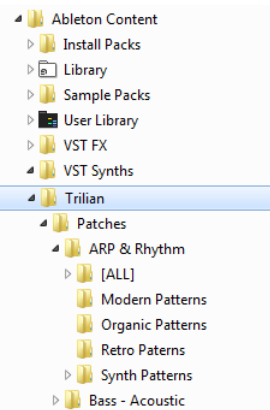 Ableton Content
Install Packs
Library
Sample Packs
User Library
VST FX
VST Synths
Trilian
Patches
ARP & Rhythm
[ALL]
Modern Patterns
Organic Patterns
Retro Paterns
Synth Patterns
Bass - Acoustic